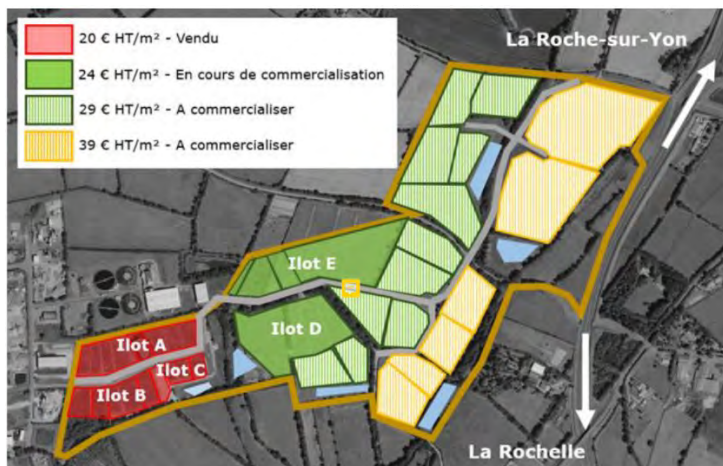 20 € HT/m² - Vendu
24 € HT/m² - En cours de commercialisation
29 € HT/m² - A commercialiser
39 € HT/m² - A commercialiser
La Roche-sur-Yon
Ilot E
Ilot D
Ilot A
Ilot C
Ilot B
La Rochelle